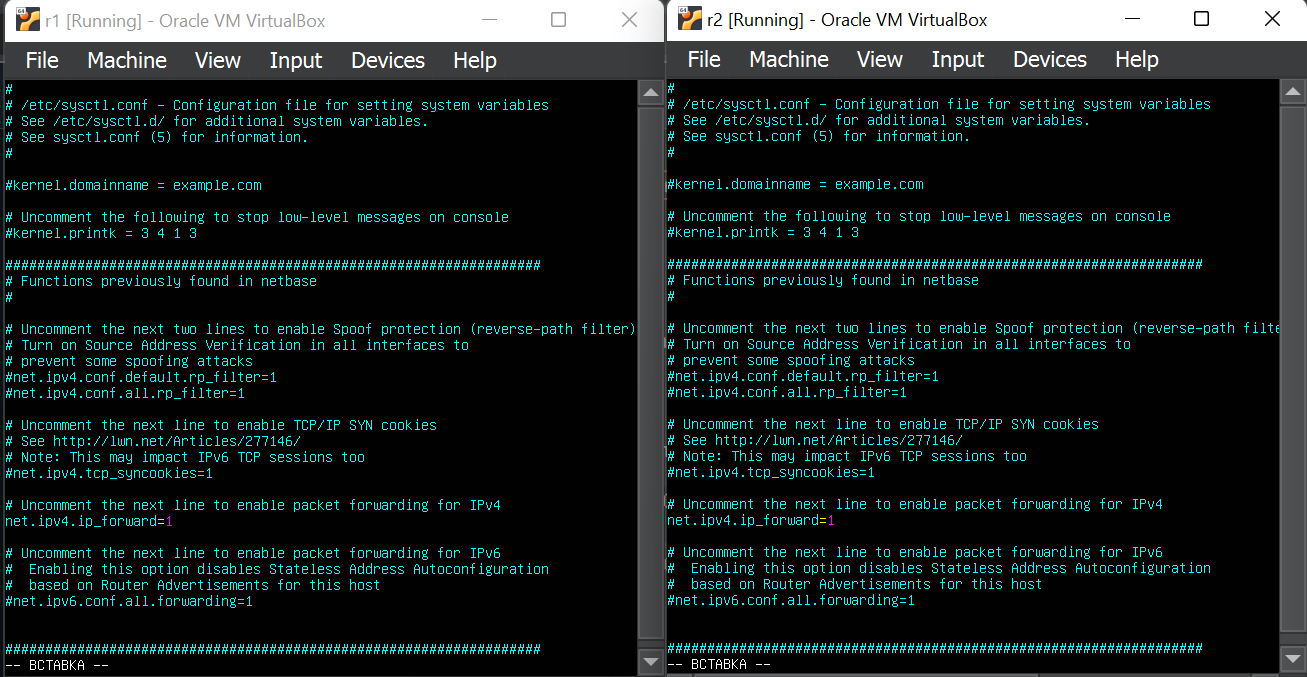 r1 [Running] - Oracle VM VirtualBox
File Machine View Input Devices Help
#
# /etc/sysctl.conf - Configuration file for setting system variables
# See /etc/sysctl.d/ for additional system variables.
# See sysctl.conf (5) for information.
#
#kernel.domainname = example.com
# Uncomment the following to stop low-level messages on console
#kernel.printk = 3 4 1 3
###################################################################
# Functions previously found in netbase
#
# Uncomment the next two lines to enable Spoof protection (reverse-path filter)
# Turn on Source Address Verification in all interfaces to
# prevent some spoofing attacks
#net.ipv4.conf.default.rp_filter=1
#net.ipv4.conf.all.rp_filter=1
# Uncomment the next line to enable TCP/IP SYN cookies
# See http://lwn.net/Articles/277146/
# Note: This may impact IPv6 TCP sessions too
#net.ipv4.tcp_syncookies=1
# Uncomment the next line to enable packet forwarding for IPv4
net.ipv4.ip_forward=1
# Uncomment the next line to enable packet forwarding for IPv6
#  Enabling this option disables Stateless Address Autoconfiguration
#  based on Router Advertisements for this host
#net.ipv6.conf.all.forwarding=1
###################################################################
-- ВСТАВКА --
r2 [Running] - Oracle VM VirtualBox
File Machine View Input Devices Help
#
# /etc/sysctl.conf - Configuration file for setting system variables
# See /etc/sysctl.d/ for additional system variables.
# See sysctl.conf (5) for information.
#
#kernel.domainname = example.com
# Uncomment the following to stop low-level messages on console
#kernel.printk = 3 4 1 3
###################################################################
# Functions previously found in netbase
#
# Uncomment the next two lines to enable Spoof protection (reverse-path filte
# Turn on Source Address Verification in all interfaces to
# prevent some spoofing attacks
#net.ipv4.conf.default.rp_filter=1
#net.ipv4.conf.all.rp_filter=1
# Uncomment the next line to enable TCP/IP SYN cookies
# See http://lwn.net/Articles/277146/
# Note: This may impact IPv6 TCP sessions too
#net.ipv4.tcp_syncookies=1
# Uncomment the next line to enable packet forwarding for IPv4
net.ipv4.ip_forward=1
# Uncomment the next line to enable packet forwarding for IPv6
#  Enabling this option disables Stateless Address Autoconfiguration
#  based on Router Advertisements for this host
#net.ipv6.conf.all.forwarding=1
###################################################################
-- ВСТАВКА --